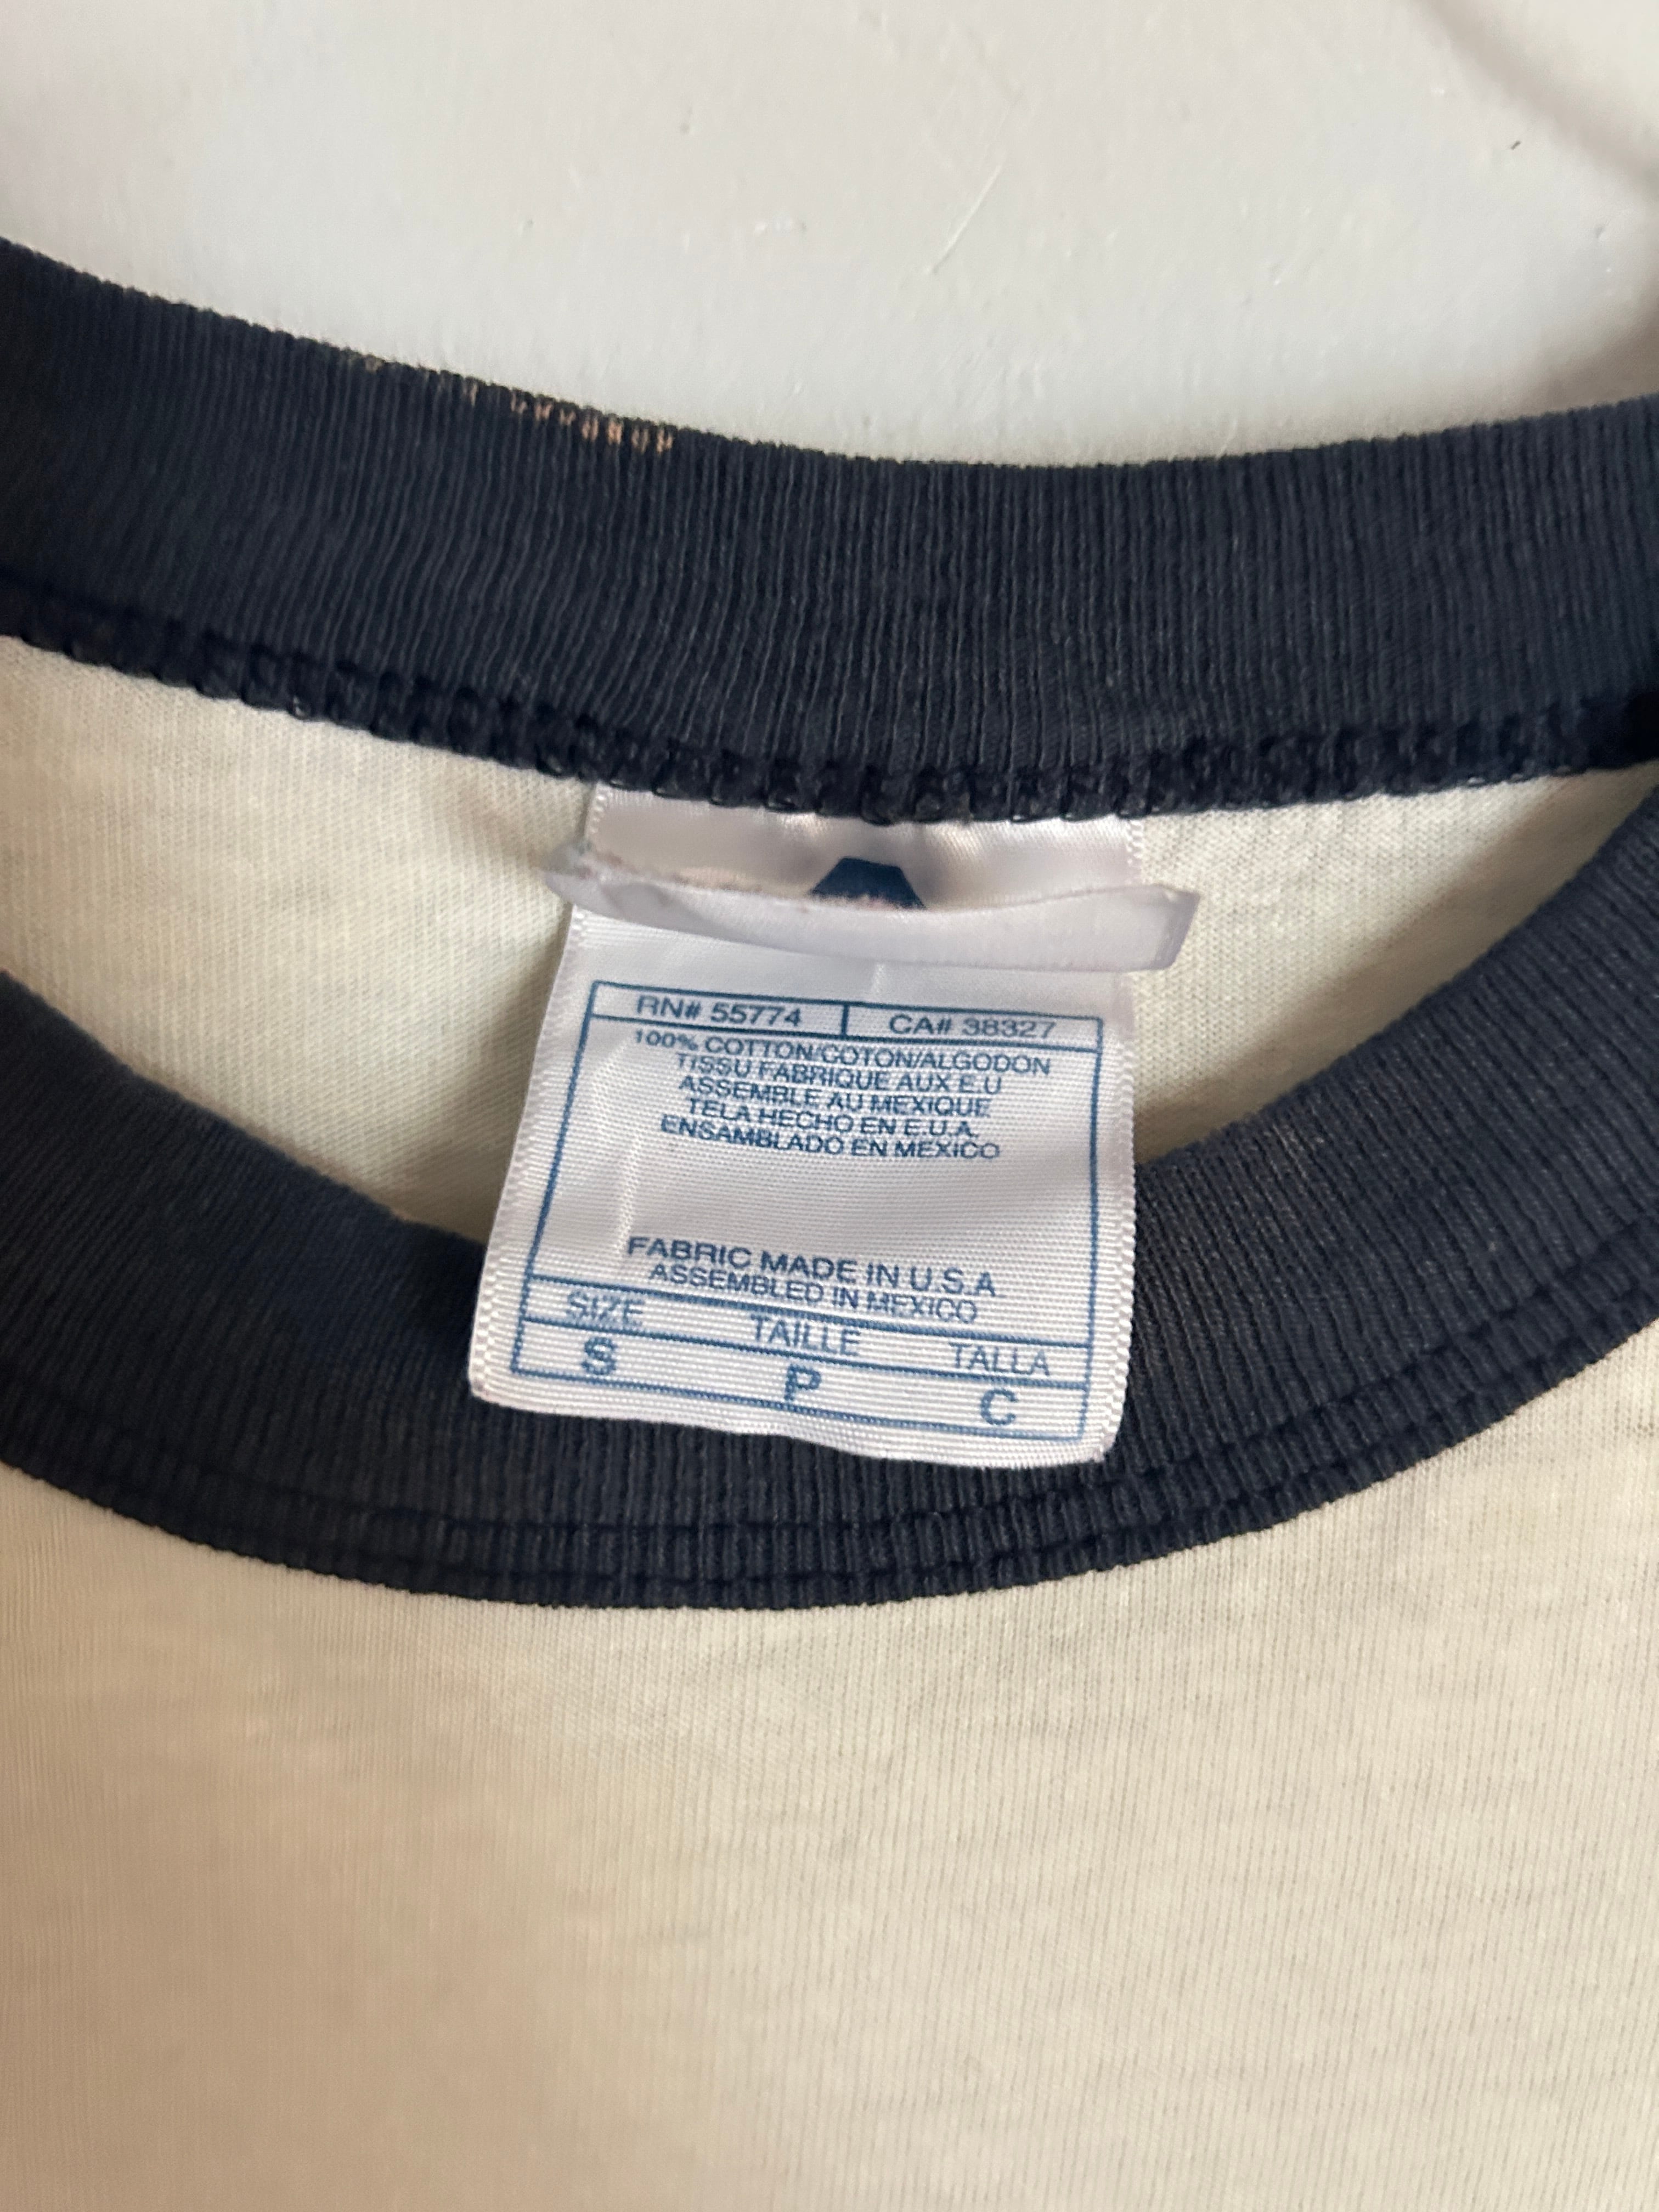 RN# 55774 CA# 38327
100% COTTON/COTON/ALGODON
TISSU FABRIQUE AUX E.U
ASSEMBLE AU MEXIQUE
TELA HECHO EN E.U.A.
ENSAMBLADO EN MEXICO
FABRIC MADE IN U.S.A
ASSEMBLED IN MEXICO
SIZE TAILLE TALLA
S P C